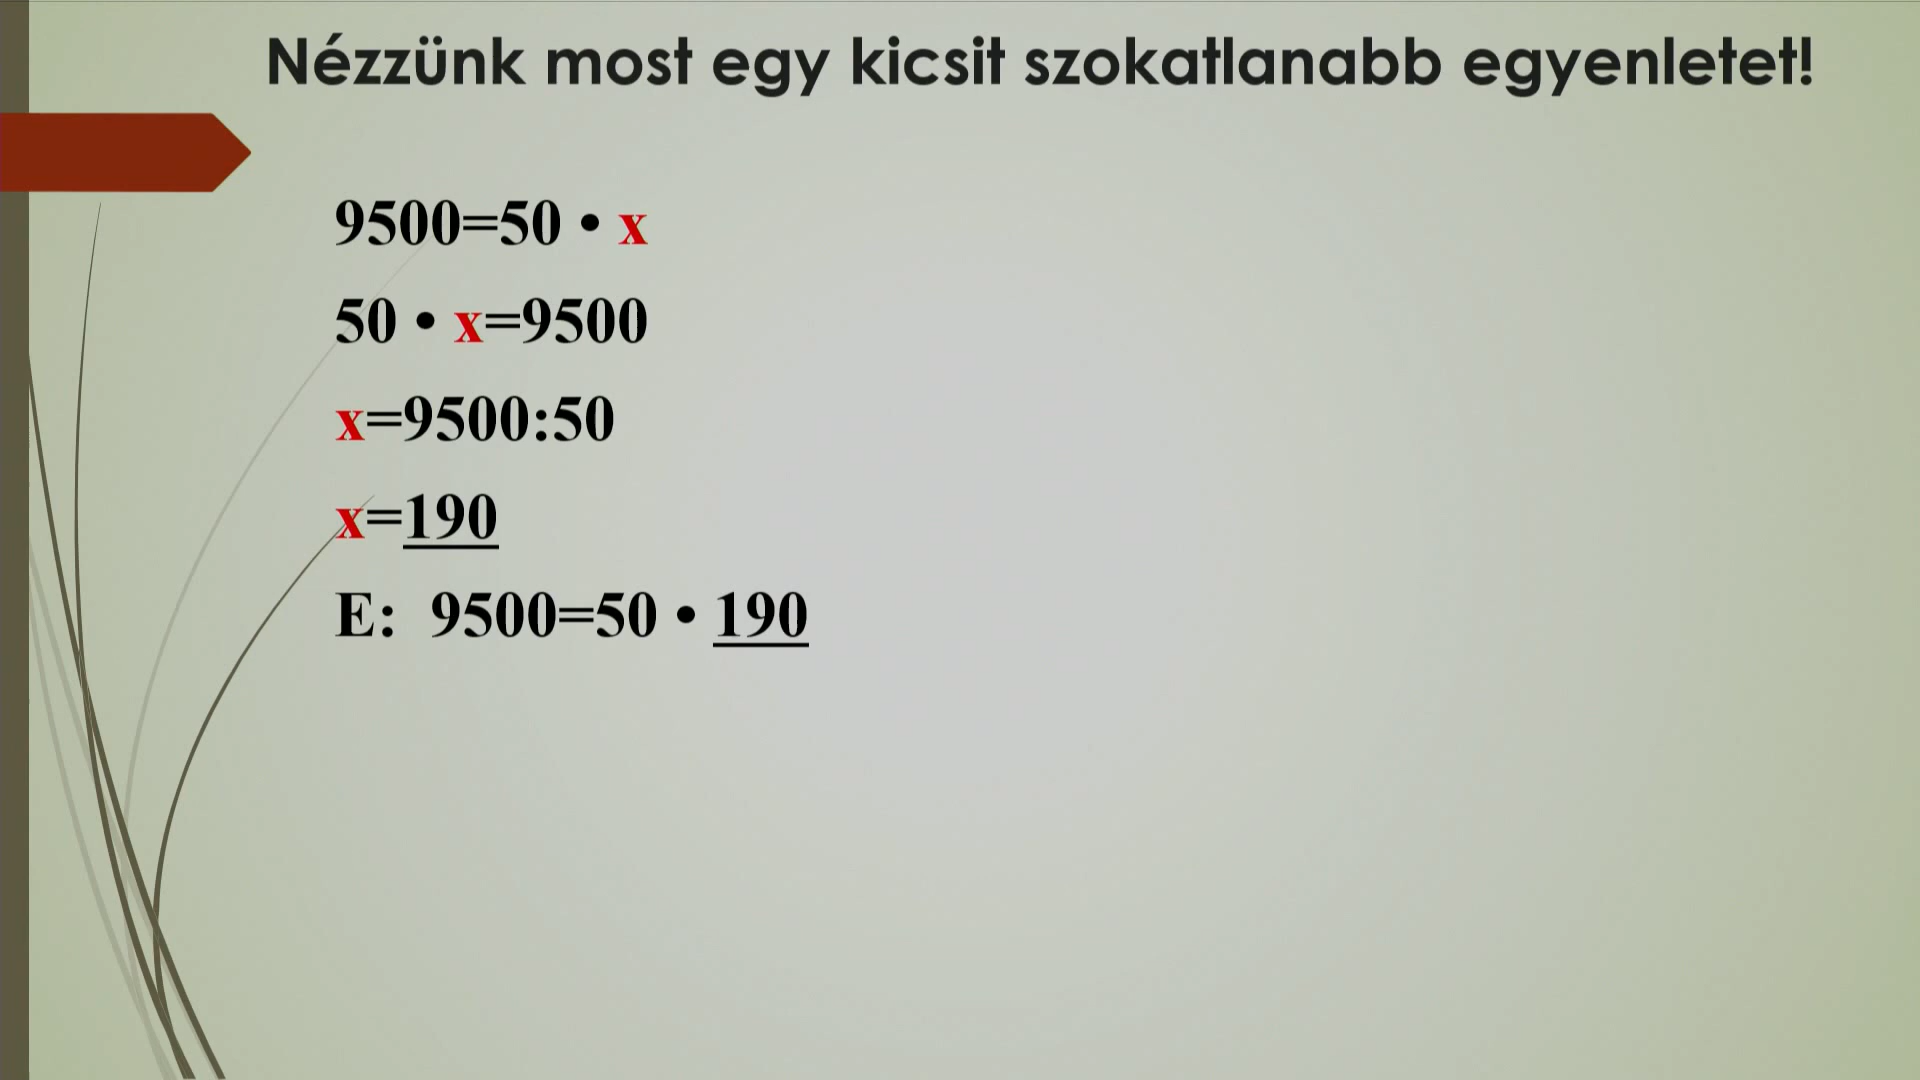 Nézzünk most egy kicsit szokatlanabb egyenletet!
9500=50 • x
50 • x=9500
x=9500:50
x=190
E: 9500=50 • 190